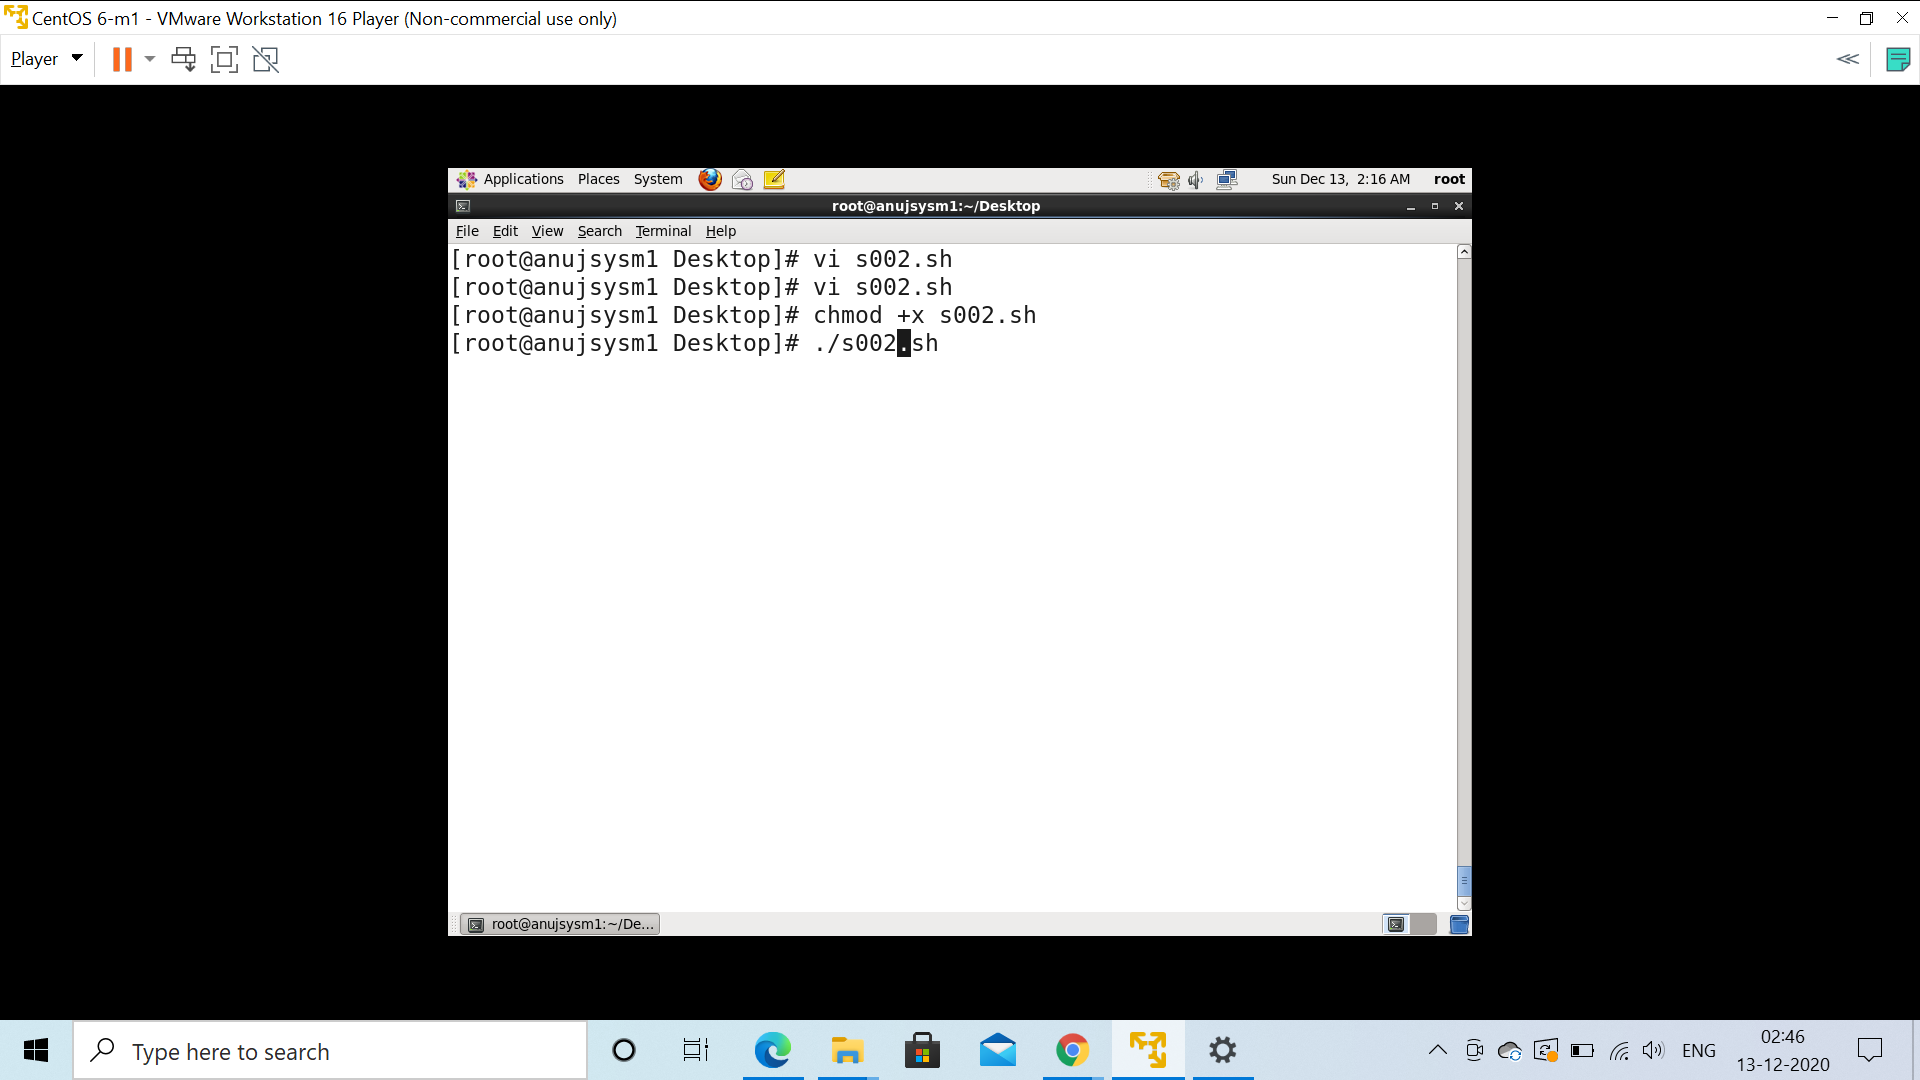 CentOS 6-m1 - VMware Workstation 16 Player (Non-commercial use only)
Player
Applications Places System Sun Dec 13, 2:16 AM root
root@anujsysm1:~/Desktop
File Edit View Search Terminal Help
[root@anujsysm1 Desktop]# vi s002.sh
[root@anujsysm1 Desktop]# vi s002.sh
[root@anujsysm1 Desktop]# chmod +x s002.sh
[root@anujsysm1 Desktop]# ./s002.sh
root@anujsysm1:~/De...
Type here to search
ENG
02:46
13-12-2020